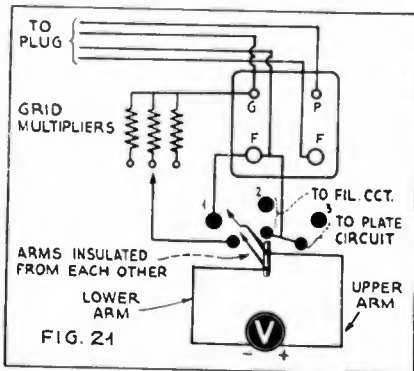 TO
PLUG
G
P
GRID
MULTIPLIERS
F
F
1
2
3
TO FIL. CCT.
TO PLATE
CIRCUIT
ARMS INSULATED
FROM EACH OTHER
LOWER
ARM
UPPER
ARM
V
- +
FIG. 21